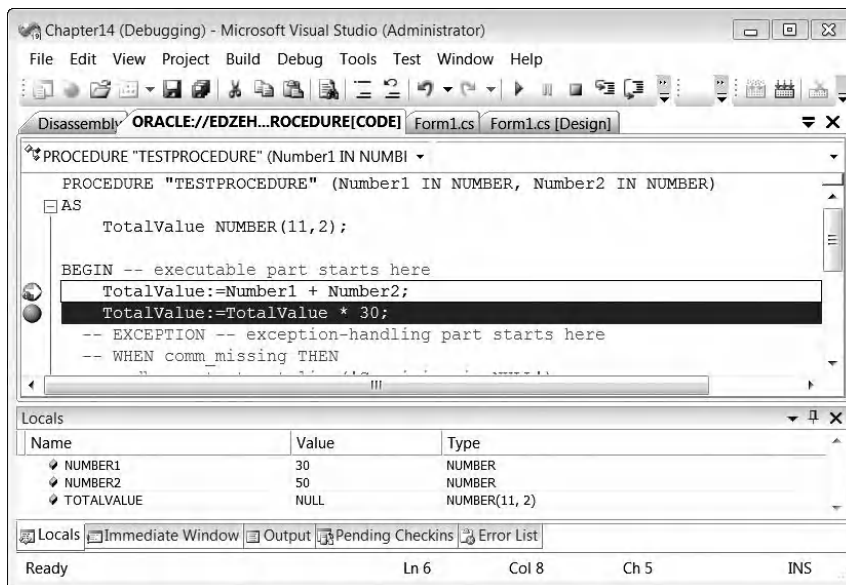 Chapter14 (Debugging) - Microsoft Visual Studio (Administrator)
File Edit View Project Build Debug Tools Test Window Help
Disassembly ORACLE://EDZEH...ROCEDURE[CODE] Form1.cs Form1.cs [Design]
PROCEDURE "TESTPROCEDURE" (Number1 IN NUMBI
PROCEDURE "TESTPROCEDURE" (Number1 IN NUMBER, Number2 IN NUMBER)
AS
TotalValue NUMBER(11,2);
BEGIN -- executable part starts here
TotalValue:=Number1 + Number2;
TotalValue:=TotalValue * 30;
-- EXCEPTION -- exception-handling part starts here
-- WHEN comm_missing THEN
Locals
Name Value Type
NUMBER1 30 NUMBER
NUMBER2 50 NUMBER
TOTALVALUE NULL NUMBER(11, 2)
Locals Immediate Window Output Pending Checkins Error List
Ready Ln 6 Col 8 Ch 5 INS